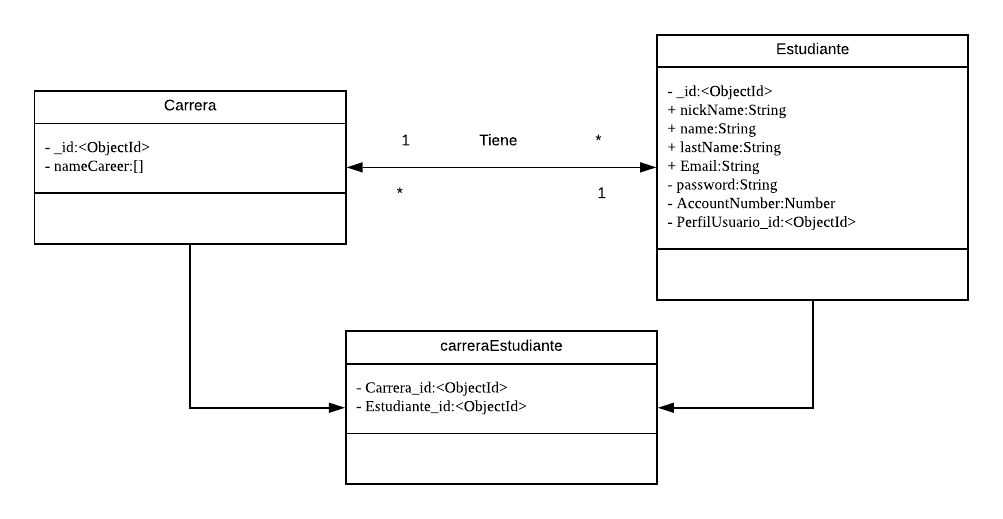 Carrera
- _id:<ObjectId>
- nameCareer:[]
1 Tiene *
* 1
Estudiante
- _id:<ObjectId>
+ nickName:String
+ name:String
+ lastName:String
+ Email:String
- password:String
- AccountNumber:Number
- PerfilUsuario_id:<ObjectId>
carreraEstudiante
- Carrera_id:<ObjectId>
- Estudiante_id:<ObjectId>